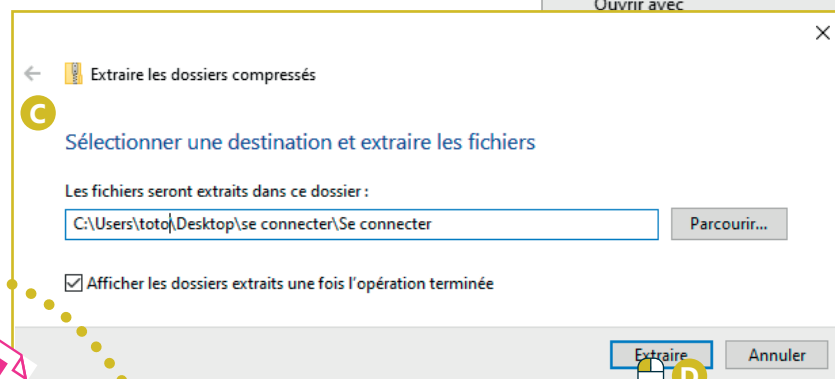 Ouvrir avec
Extraire les dossiers compressés
C
Sélectionner une destination et extraire les fichiers
Les fichiers seront extraits dans ce dossier :
C:\Users\toto\Desktop\se connecter\Se connecter
Parcourir...
Afficher les dossiers extraits une fois l'opération terminée
Extraire
Annuler
D